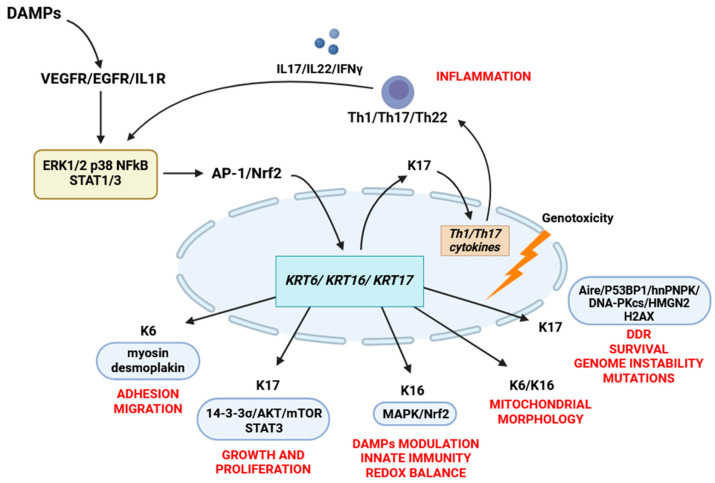 DAMPs
VEGFR/EGFR/IL1R
ERK1/2 p38 NFkB
STAT1/3
AP-1/Nrf2
IL17/IL22/IFNγ
INFLAMMATION
Th1/Th17/Th22
K17
Th1/Th17
cytokines
Genotoxicity
KRT6/ KRT16/ KRT17
Aire/P53BP1/hnPNPK/
DNA-PKcs/HMGN2
H2AX
K17
DDR
SURVIVAL
GENOME INSTABILITY
MUTATIONS
K6
myosin
desmoplakin
ADHESION
MIGRATION
K17
14-3-3σ/AKT/mTOR
STAT3
GROWTH AND
PROLIFERATION
K16
MAPK/Nrf2
DAMPs MODULATION
INNATE IMMUNITY
REDOX BALANCE
K6/K16
MITOCHONDRIAL
MORPHOLOGY